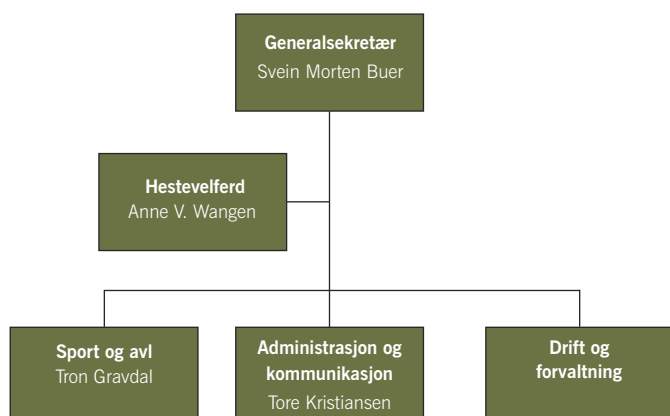 Generalsekretær
Svein Morten Buer
Hestevelferd
Anne V. Wangen
Sport og avl
Tron Gravdal
Administrasjon og
kommunikasjon
Tore Kristiansen
Drift og
forvaltning